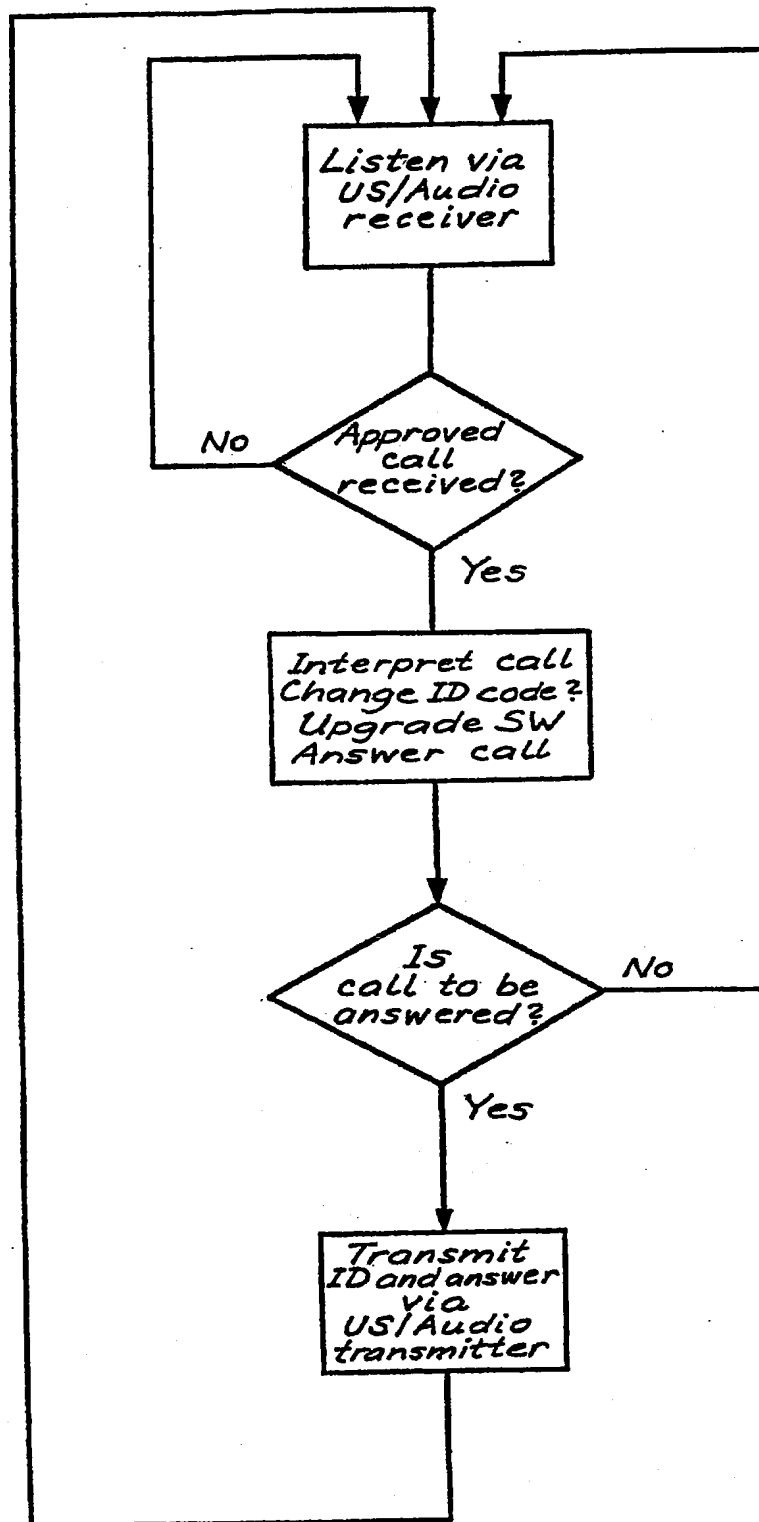 Listen via
US/Audio
receiver
No
Approved
call
received?
Yes
Interpret call
Change ID code?
Upgrade SW
Answer call
Is
call to be
answered?
No
Yes
Transmit
ID and answer
via
US/Audio
transmitter